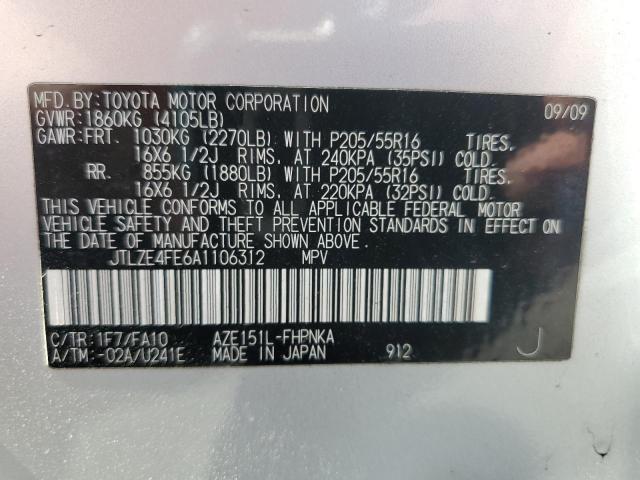 MFD.BY:TOYOTA MOTOR CORPORATION 09/09
GVWR:1860KG (4105LB)
GAWR:FRT. 1030KG (2270LB) WITH P205/55R16 TIRES,
16X6 1/2J RIMS, AT 240KPA (35PSI) COLD.
RR. 855KG (1880LB) WITH P205/55R16 TIRES,
16X6 1/2J RIMS, AT 220KPA (32PSI) COLD.
THIS VEHICLE CONFORMS TO ALL APPLICABLE FEDERAL MOTOR
VEHICLE SAFETY AND THEFT PREVENTION STANDARDS IN EFFECT ON
THE DATE OF MANUFACTURE SHOWN ABOVE.
JTLZE4FE6A1106312 MPV
C/TR:1F7/FA10 AZE151L-FHPNKA
A/TM:-02A/U241E MADE IN JAPAN 912 J